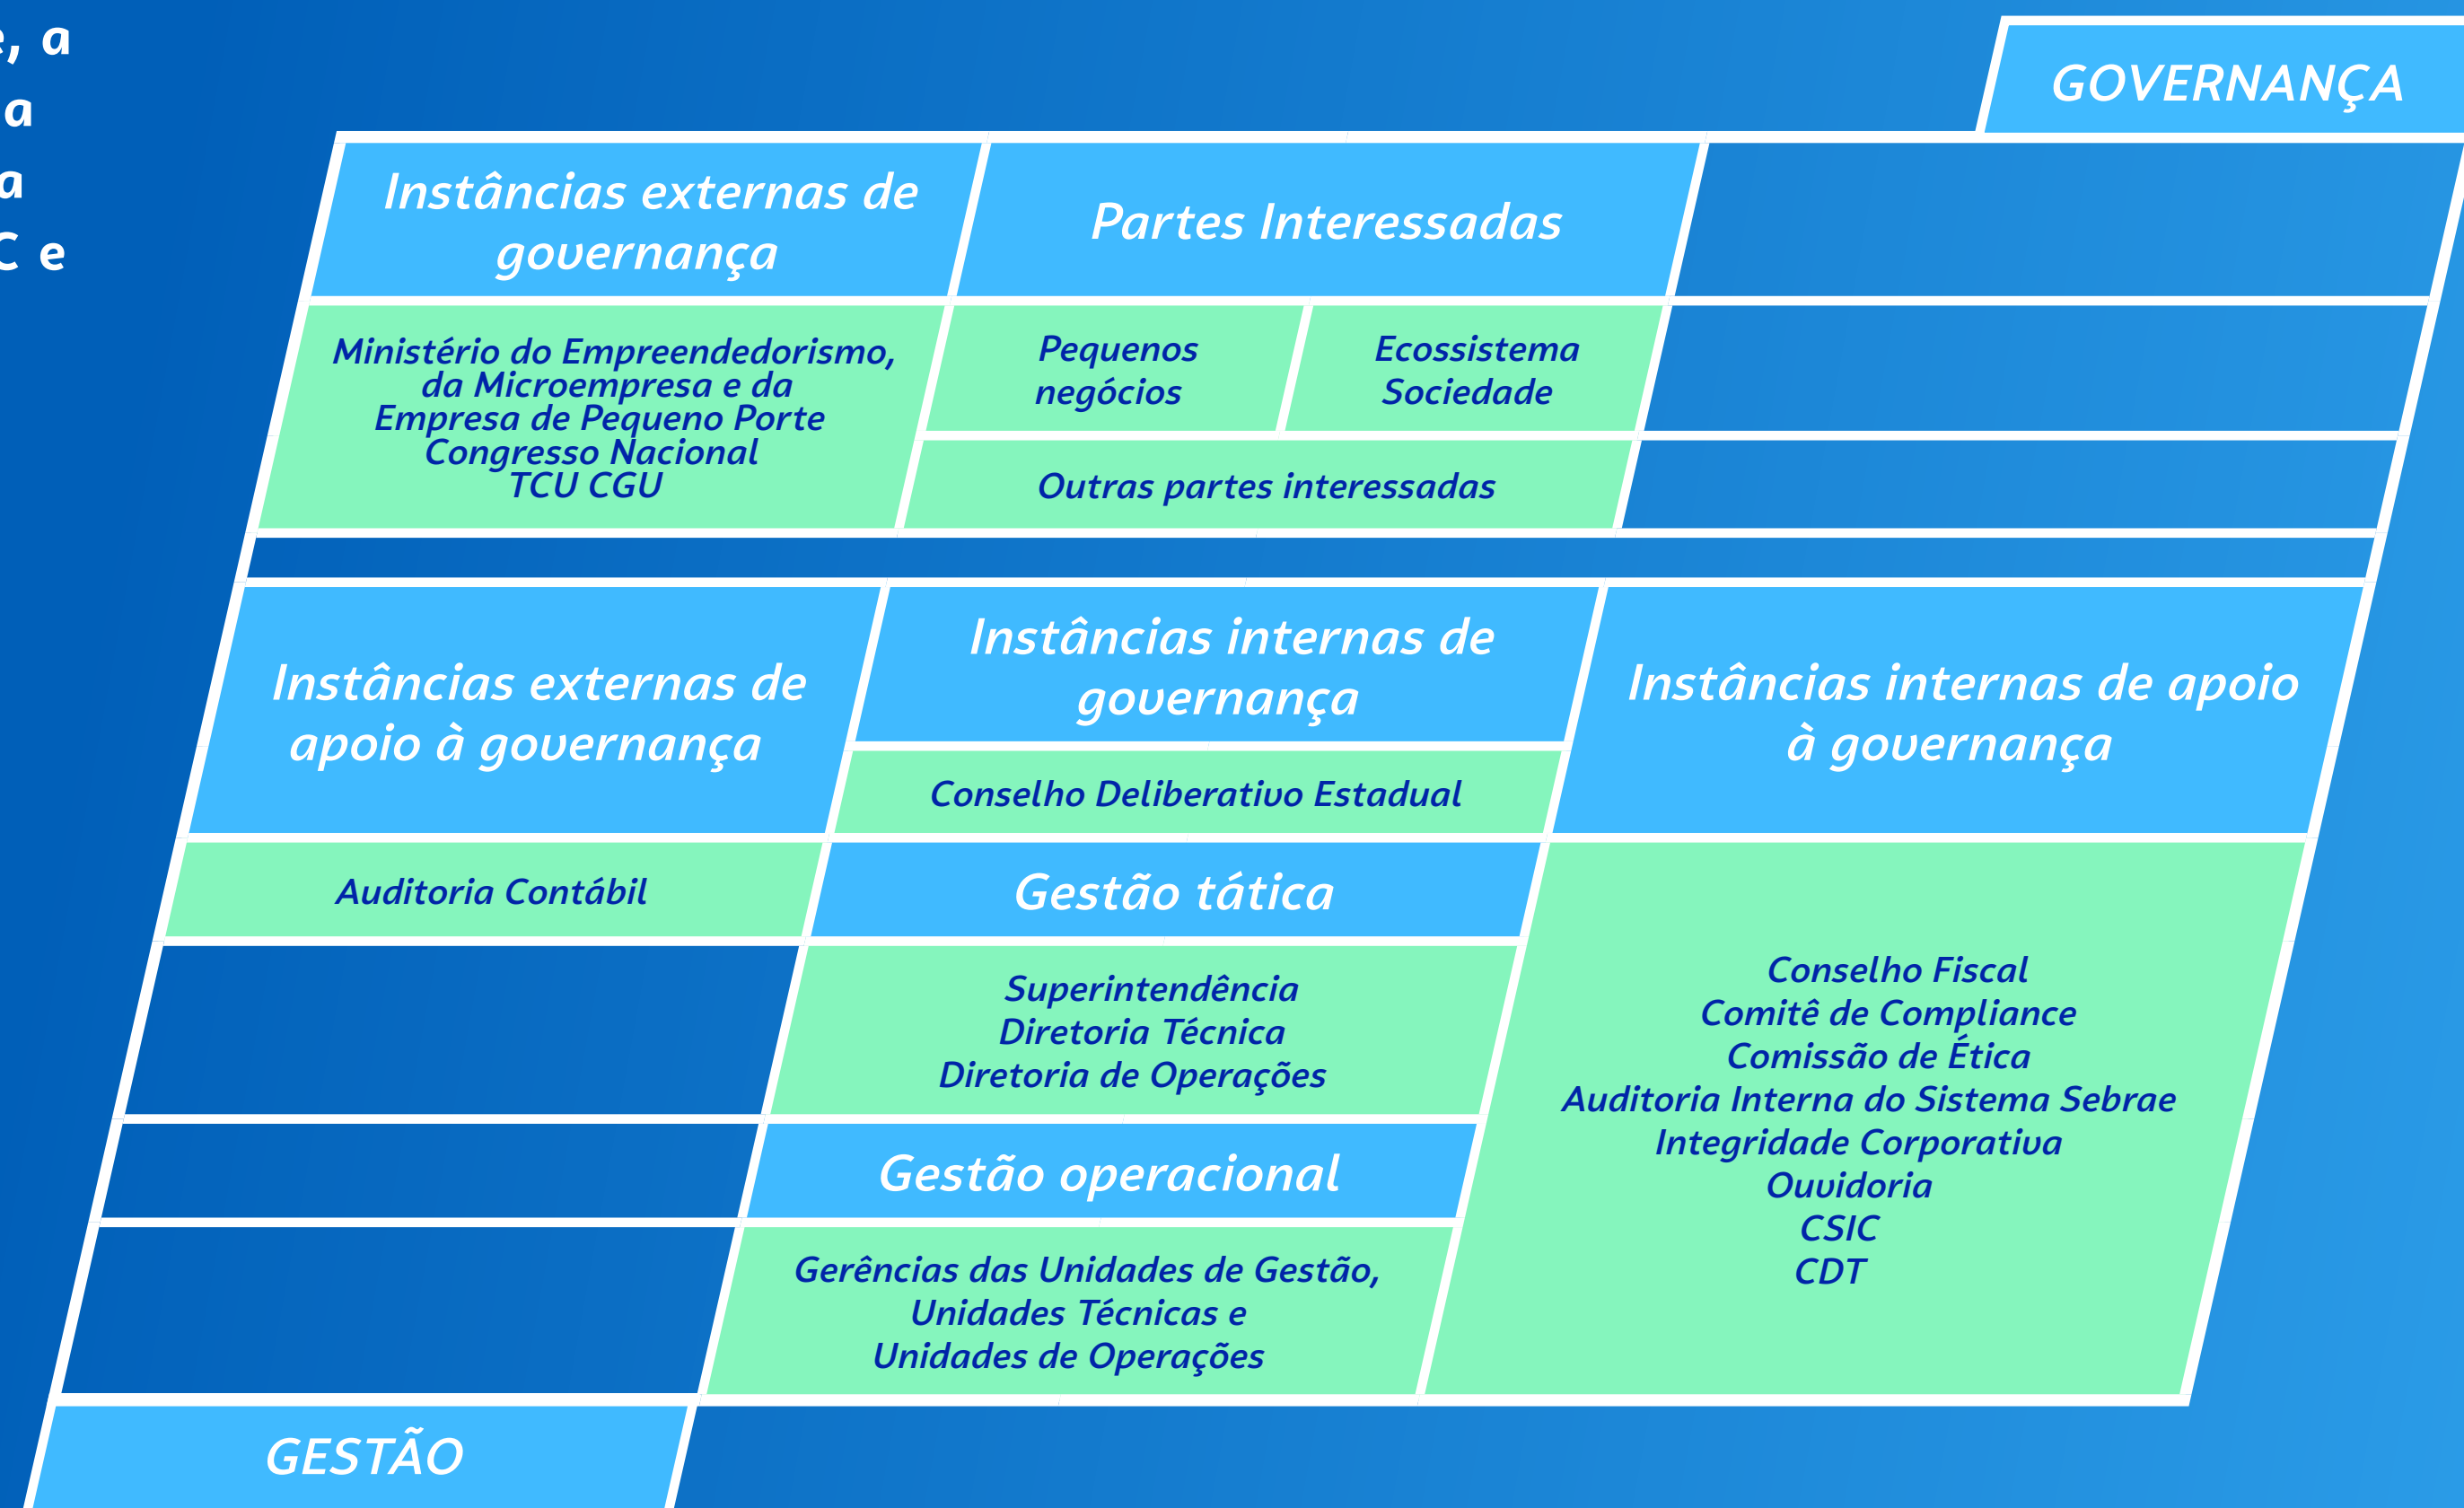 e, a
a
a
C e
GOVERNANÇA
Instâncias externas de
governança
Partes Interessadas
Ministério do Empreendedorismo,
da Microempresa e da
Empresa de Pequeno Porte
Congresso Nacional
TCU CGU
Pequenos
negócios
Ecossistema
Sociedade
Outras partes interessadas
Instâncias externas de
apoio à governança
Instâncias internas de
governança
Instâncias internas de apoio
à governança
Conselho Deliberativo Estadual
Auditoria Contábil
Gestão tática
Superintendência
Diretoria Técnica
Diretoria de Operações
Conselho Fiscal
Comitê de Compliance
Comissão de Ética
Auditoria Interna do Sistema Sebrae
Integridade Corporativa
Ouvidoria
CSIC
CDT
Gestão operacional
Gerências das Unidades de Gestão,
Unidades Técnicas e
Unidades de Operações
GESTÃO